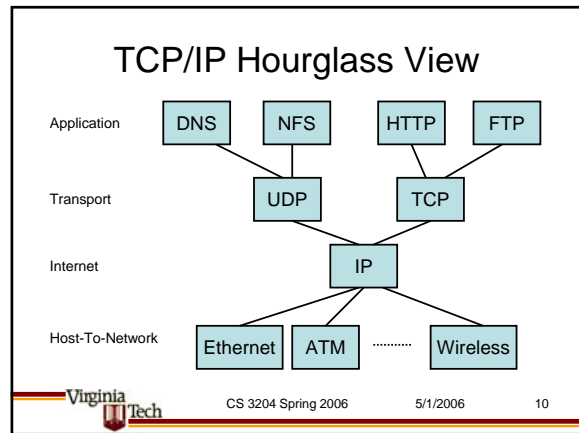 TCP/IP Hourglass View
Application DNS NFS HTTP FTP
Transport UDP TCP
Internet IP
Host-To-Network Ethernet ATM ........... Wireless
Virginia Tech CS 3204 Spring 2006 5/1/2006 10